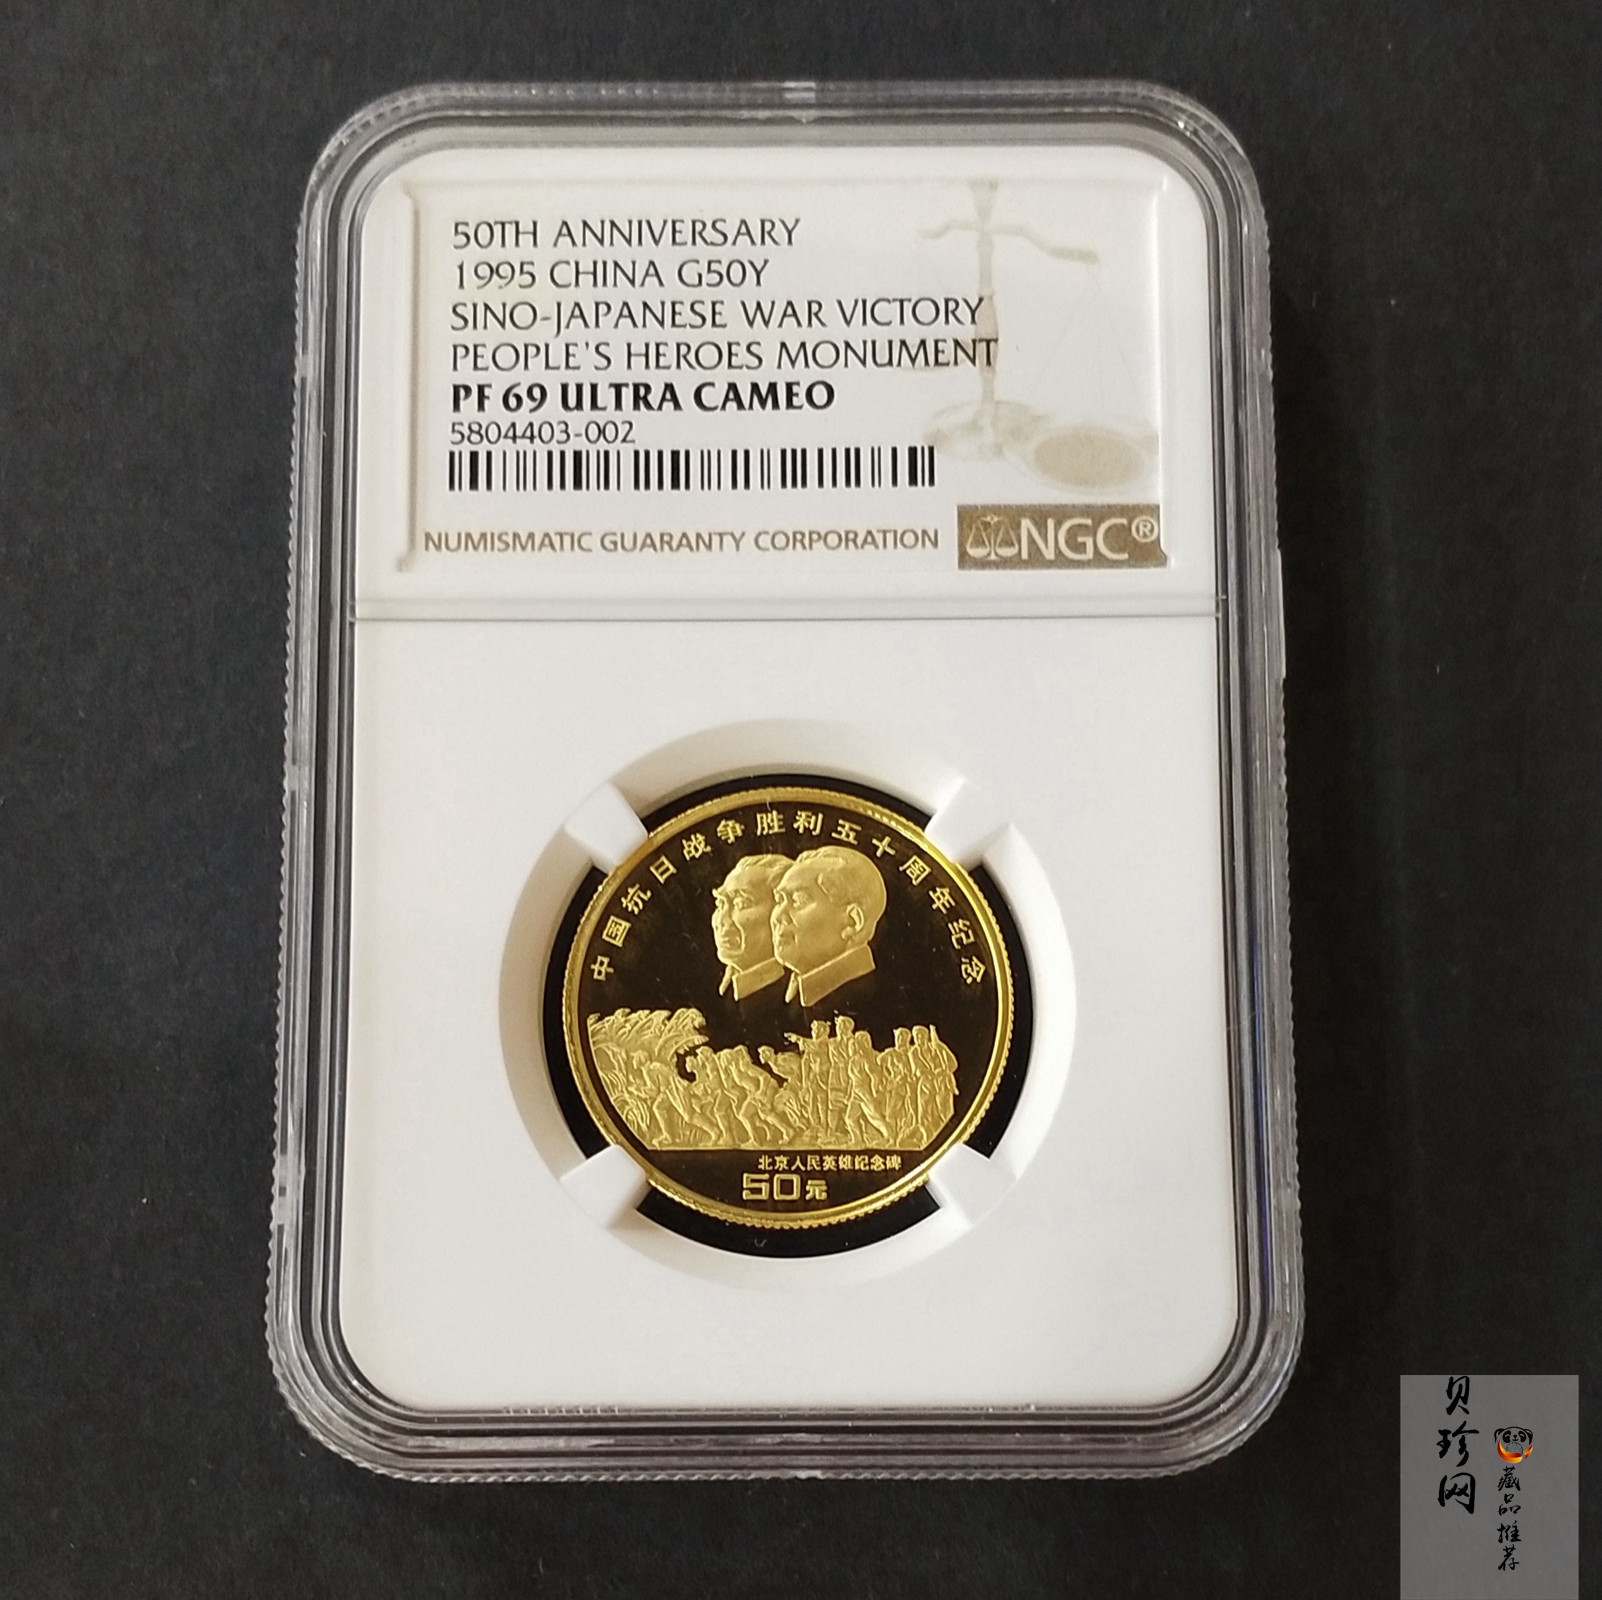 50TH ANNIVERSARY
1995 CHINA G50Y
SINO-JAPANESE WAR VICTORY
PEOPLE'S HEROES MONUMENT
PF 69 ULTRA CAMEO
5804403-002
NUMISMATIC GUARANTY CORPORATION
NGC®
中国抗日战争胜利五十周年纪念
北京人民英雄纪念碑
50元
贝珍网
藏品推荐